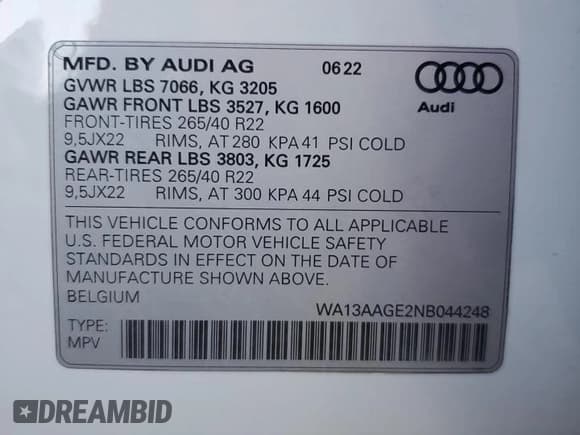 MFD. BY AUDI AG 06 22
GVWR LBS 7066, KG 3205
GAWR FRONT LBS 3527, KG 1600
Audi
FRONT-TIRES 265/40 R22
9,5JX22 RIMS, AT 280 KPA 41 PSI COLD
GAWR REAR LBS 3803, KG 1725
REAR-TIRES 265/40 R22
9,5JX22 RIMS, AT 300 KPA 44 PSI COLD
THIS VEHICLE CONFORMS TO ALL APPLICABLE
U.S. FEDERAL MOTOR VEHICLE SAFETY
STANDARDS IN EFFECT ON THE DATE OF
MANUFACTURE SHOWN ABOVE.
BELGIUM
WA13AAGE2NB044248
TYPE:
MPV
DREAMBID